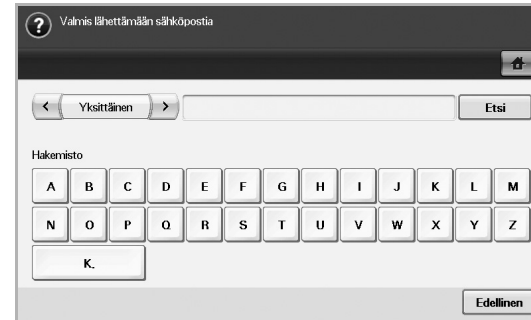 ?
Valmis lähettämään sähköpostia
< Yksittäinen > Etsi
Hakemisto
A B C D E F G H I J K L M
N O P Q R S T U V W X Y Z
K.
Edellinen